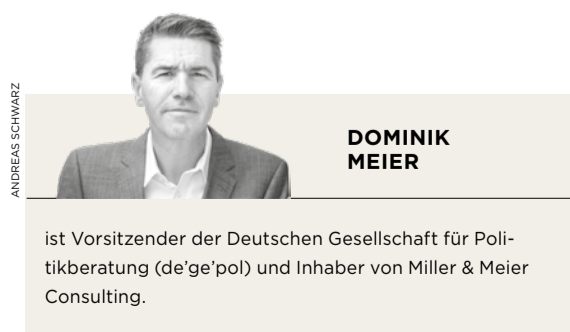 ANDREAS SCHWARZ
DOMINIK
MEIER
ist Vorsitzender der Deutschen Gesellschaft für Poli-
tikberatung (de’ge’pol) und Inhaber von Miller & Meier
Consulting.